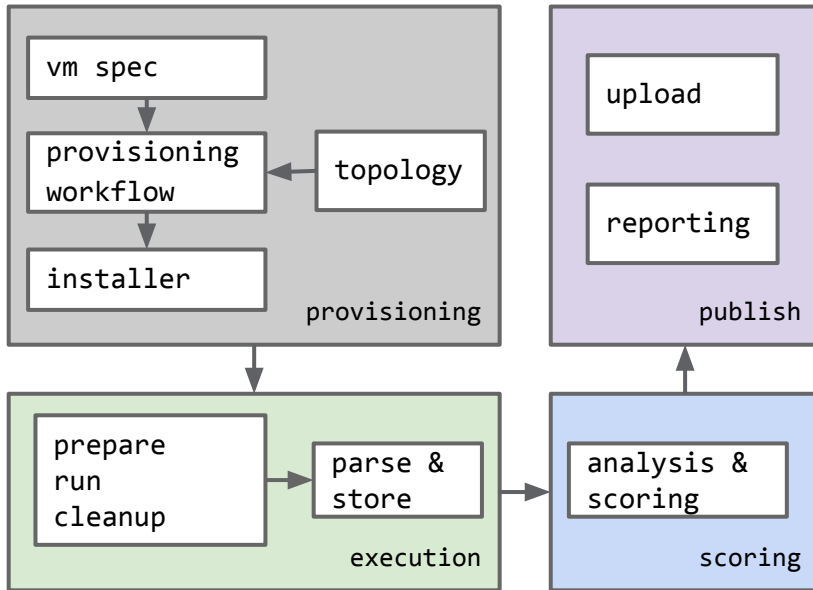 vm spec
provisioning
workflow
topology
installer
provisioning
upload
reporting
publish
prepare
run
cleanup
parse &
store
execution
analysis &
scoring
scoring